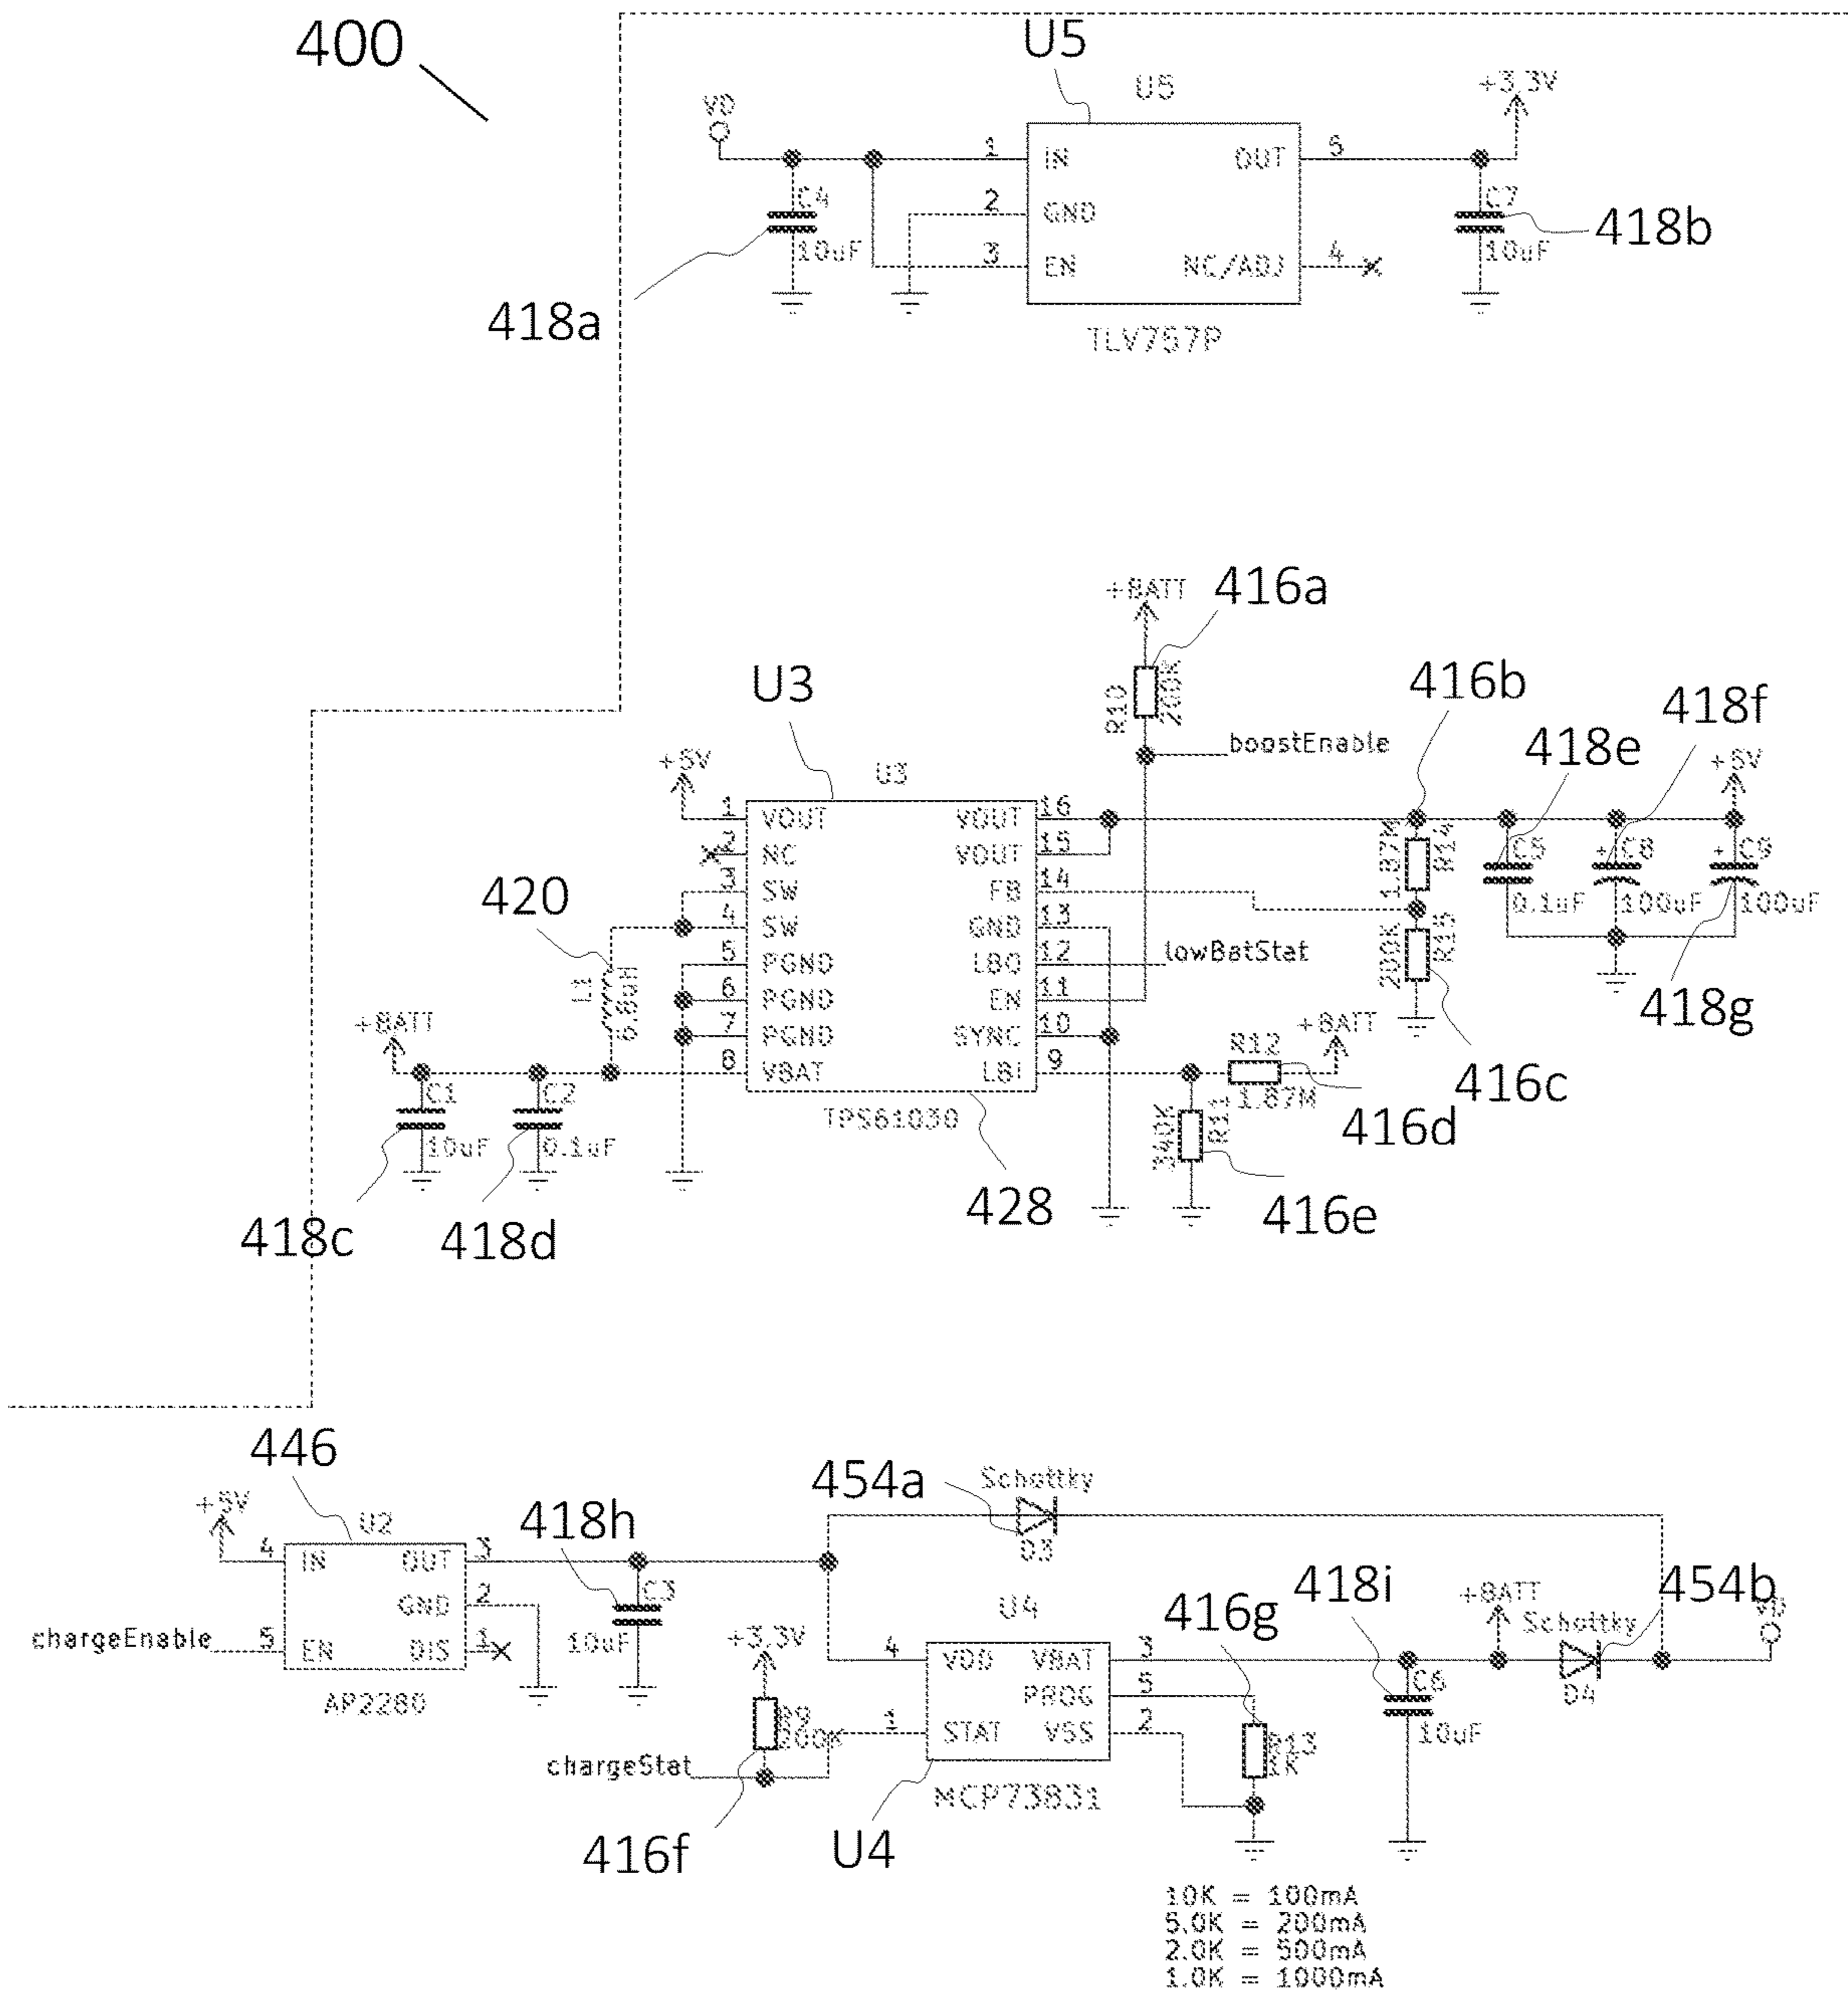 400
U5
U5
VD
+3.3V
1 IN
OUT 5
2 GND
3 EN
NC/ADJ 4
C4
10uF
C7
10uF
418b
418a
TLV757P
+BATT
416a
R10
200K
boostEnable
416b
418f
418e
U3
U3
+5V
+5V
1 VOUT
VOUT 16
2 NC
VOUT 15
3 SW
FB 14
4 SW
GND 13
5 PGND
LBO 12
lowBatStat
6 PGND
EN 11
7 PGND
SYNC 10
8 VBAT
LBI 9
1.87M
R14
C5
0.1uF
+ C8
100uF
+ C9
100uF
200K
R15
418g
420
L1
6.8uH
+BATT
C1
10uF
C2
0.1uF
TPS61030
R12
1.87M
+BATT
340K
R11
416c
416d
418c
418d
428
416e
446
+5V
U2
4 IN
OUT 3
GND 2
chargeEnable
5 EN
DIS 1
AP2280
418h
C3
10uF
454a
Schottky
D3
U4
+3.3V
416g
418i
+BATT
454b
Schottky
VD
D4
4 VDD
VBAT 3
PROG 5
1 STAT
VSS 2
R9
200K
R13
1K
C6
10uF
chargeStat
MCP73831
416f
U4
10K = 100mA
5.0K = 200mA
2.0K = 500mA
1.0K = 1000mA